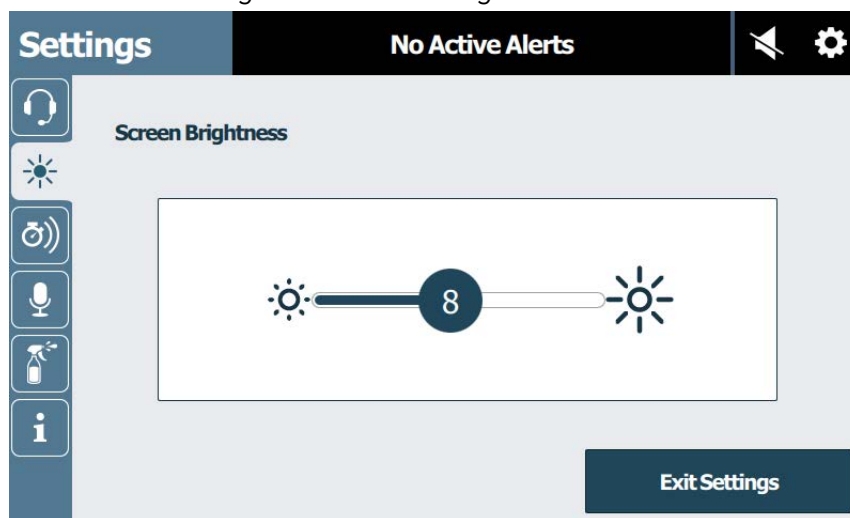 Settings
No Active Alerts
Screen Brightness
8
i
Exit Settings